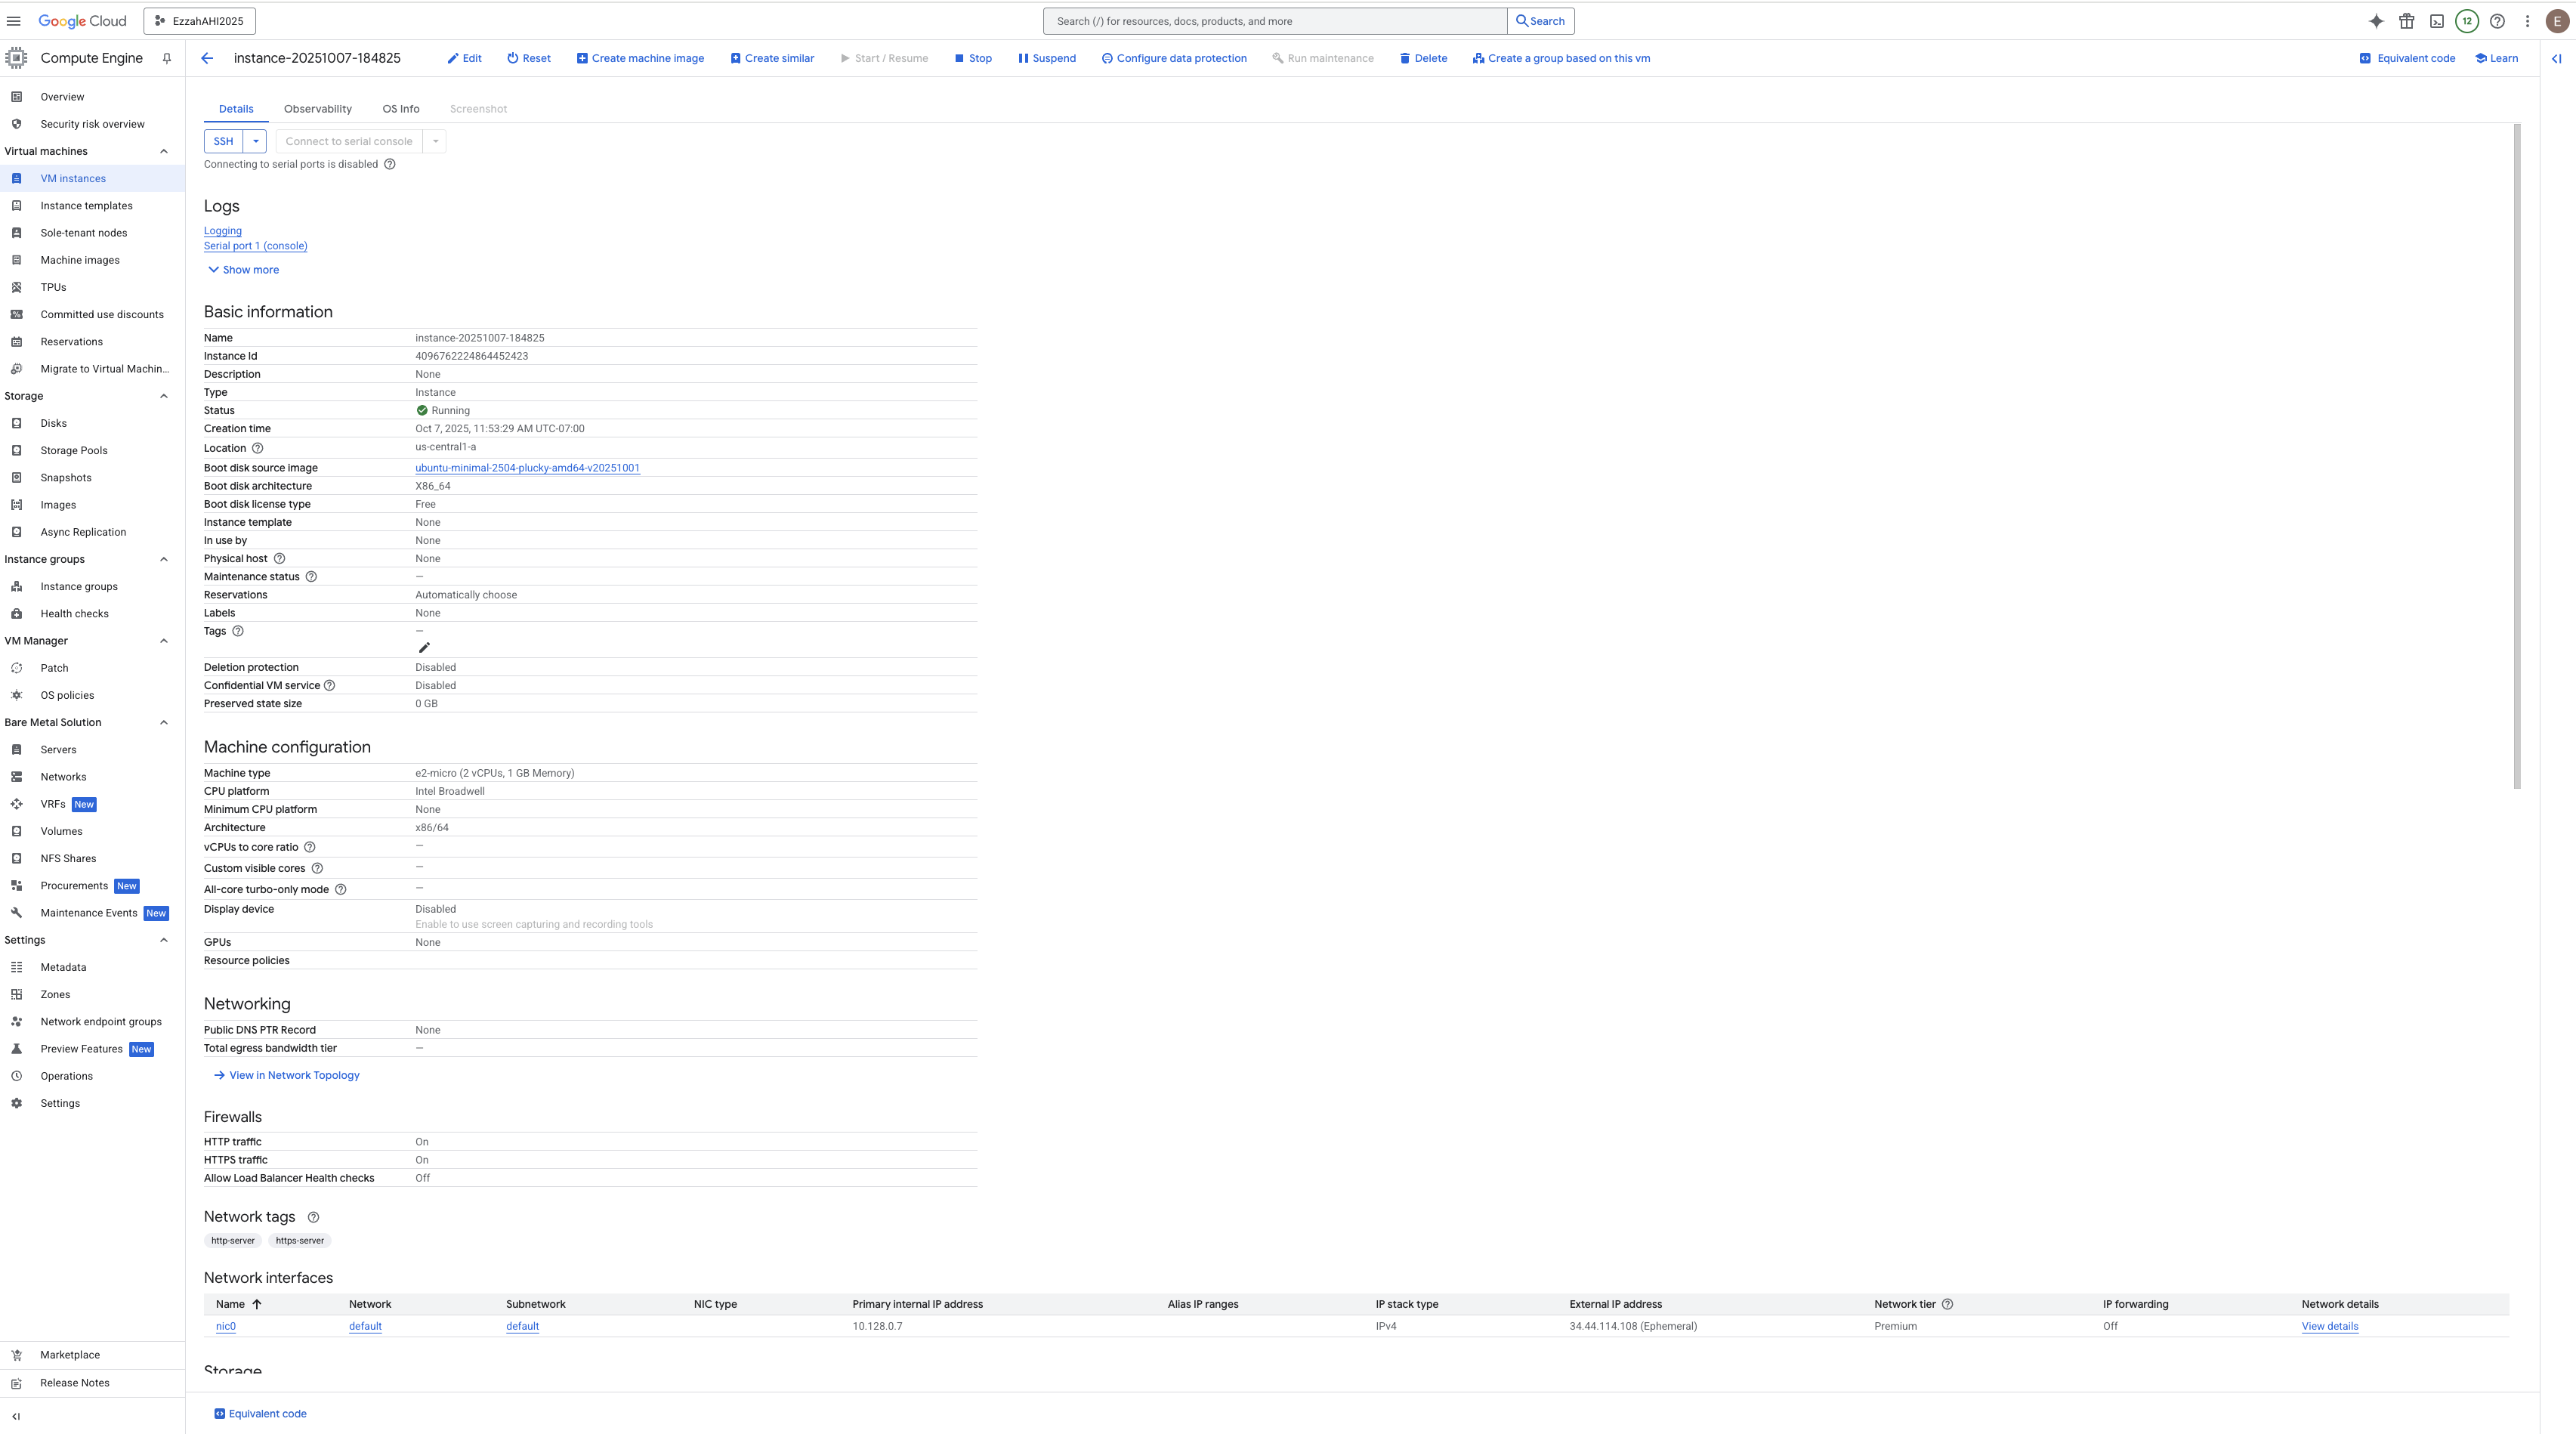 Google Cloud EzzahAHI2025 Search (/) for resources, docs, products, and more Search 12 E
Compute Engine
instance-20251007-184825 Edit Reset Create machine image Create similar Start / Resume Stop Suspend Configure data protection Run maintenance Delete Create a group based on this vm Equivalent code Learn
Overview
Security risk overview
Virtual machines
VM instances
Instance templates
Sole-tenant nodes
Machine images
TPUs
Committed use discounts
Reservations
Migrate to Virtual Machin...
Storage
Disks
Storage Pools
Snapshots
Images
Async Replication
Instance groups
Instance groups
Health checks
VM Manager
Patch
OS policies
Bare Metal Solution
Servers
Networks
VRFs New
Volumes
NFS Shares
Procurements New
Maintenance Events New
Settings
Metadata
Zones
Network endpoint groups
Preview Features New
Operations
Settings
Marketplace
Release Notes
Details Observability OS Info Screenshot
SSH Connect to serial console
Connecting to serial ports is disabled
Logs
Logging
Serial port 1 (console)
Show more
Basic information
Name instance-20251007-184825
Instance Id 4096762224864452423
Description None
Type Instance
Status Running
Creation time Oct 7, 2025, 11:53:29 AM UTC-07:00
Location us-central1-a
Boot disk source image ubuntu-minimal-2504-plucky-amd64-v20251001
Boot disk architecture X86_64
Boot disk license type Free
Instance template None
In use by None
Physical host None
Maintenance status —
Reservations Automatically choose
Labels None
Tags —
Deletion protection Disabled
Confidential VM service Disabled
Preserved state size 0 GB
Machine configuration
Machine type e2-micro (2 vCPUs, 1 GB Memory)
CPU platform Intel Broadwell
Minimum CPU platform None
Architecture x86/64
vCPUs to core ratio —
Custom visible cores —
All-core turbo-only mode —
Display device Disabled
Enable to use screen capturing and recording tools
GPUs None
Resource policies
Networking
Public DNS PTR Record None
Total egress bandwidth tier —
View in Network Topology
Firewalls
HTTP traffic On
HTTPS traffic On
Allow Load Balancer Health checks Off
Network tags
http-server https-server
Network interfaces
Name Network Subnetwork NIC type Primary internal IP address Alias IP ranges IP stack type External IP address Network tier IP forwarding Network details
nic0 default default 10.128.0.7 IPv4 34.44.114.108 (Ephemeral) Premium Off View details
Storage
Equivalent code